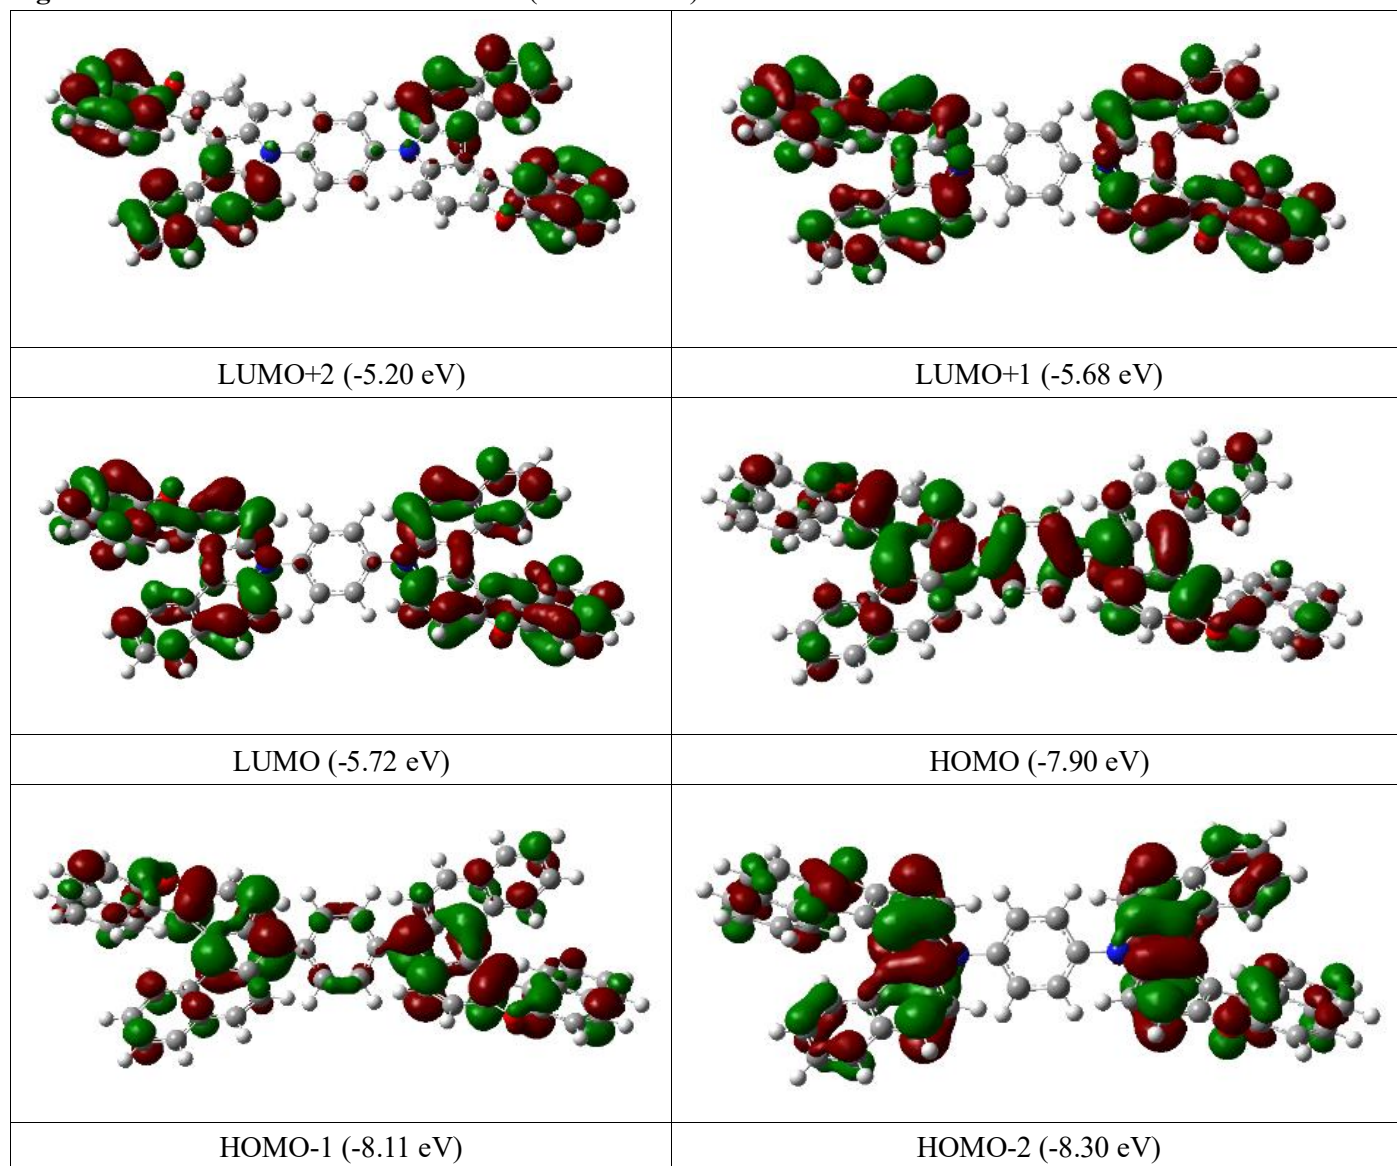 LUMO+2 (-5.20 eV)
LUMO+1 (-5.68 eV)
LUMO (-5.72 eV)
HOMO (-7.90 eV)
HOMO-1 (-8.11 eV)
HOMO-2 (-8.30 eV)